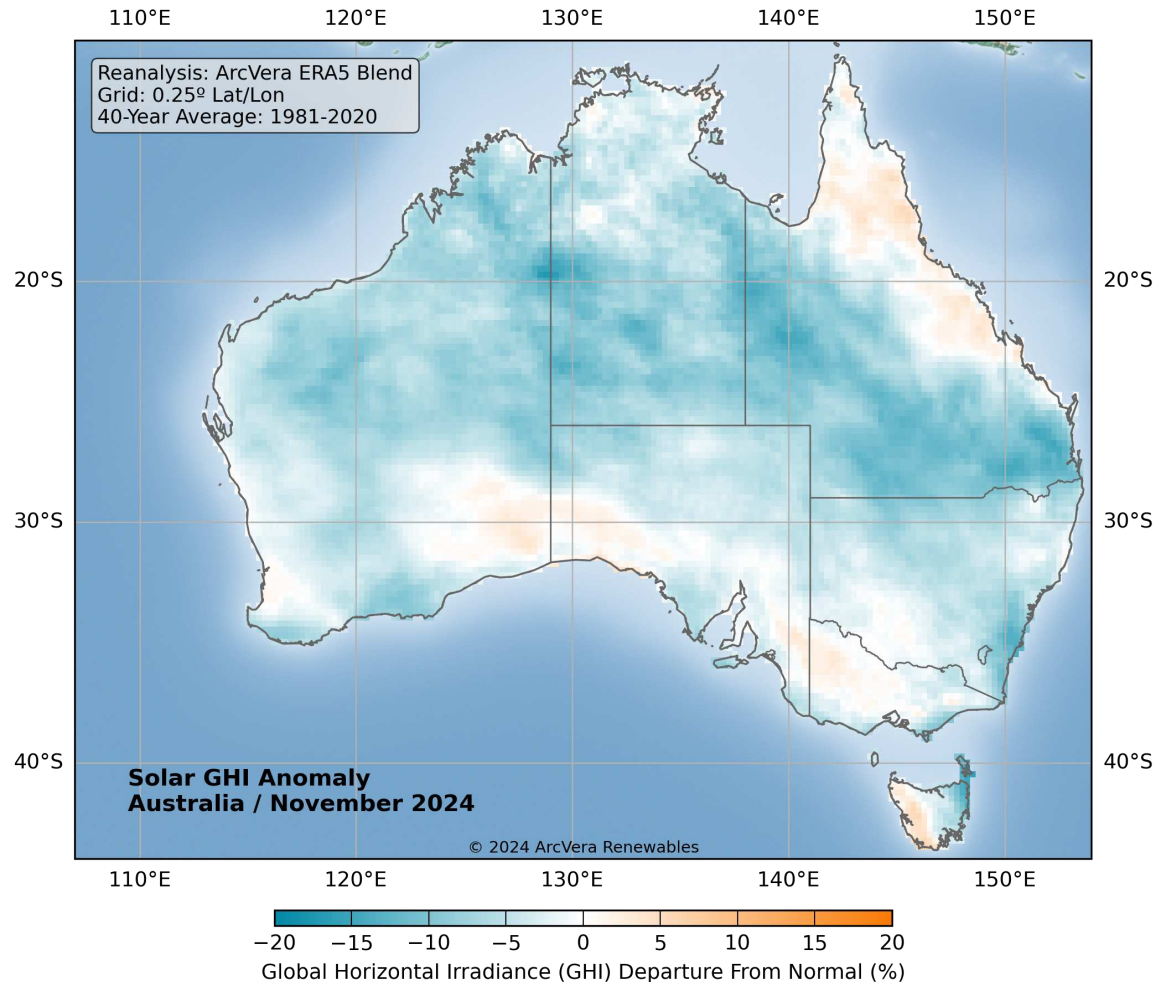 110°E 120°E 130°E 140°E 150°E
Reanalysis: ArcVera ERA5 Blend
Grid: 0.25º Lat/Lon
40-Year Average: 1981-2020
20°S 20°S
30°S 30°S
40°S 40°S
Solar GHI Anomaly
Australia / November 2024
© 2024 ArcVera Renewables
110°E 120°E 130°E 140°E 150°E
−20 −15 −10 −5 0 5 10 15 20
Global Horizontal Irradiance (GHI) Departure From Normal (%)